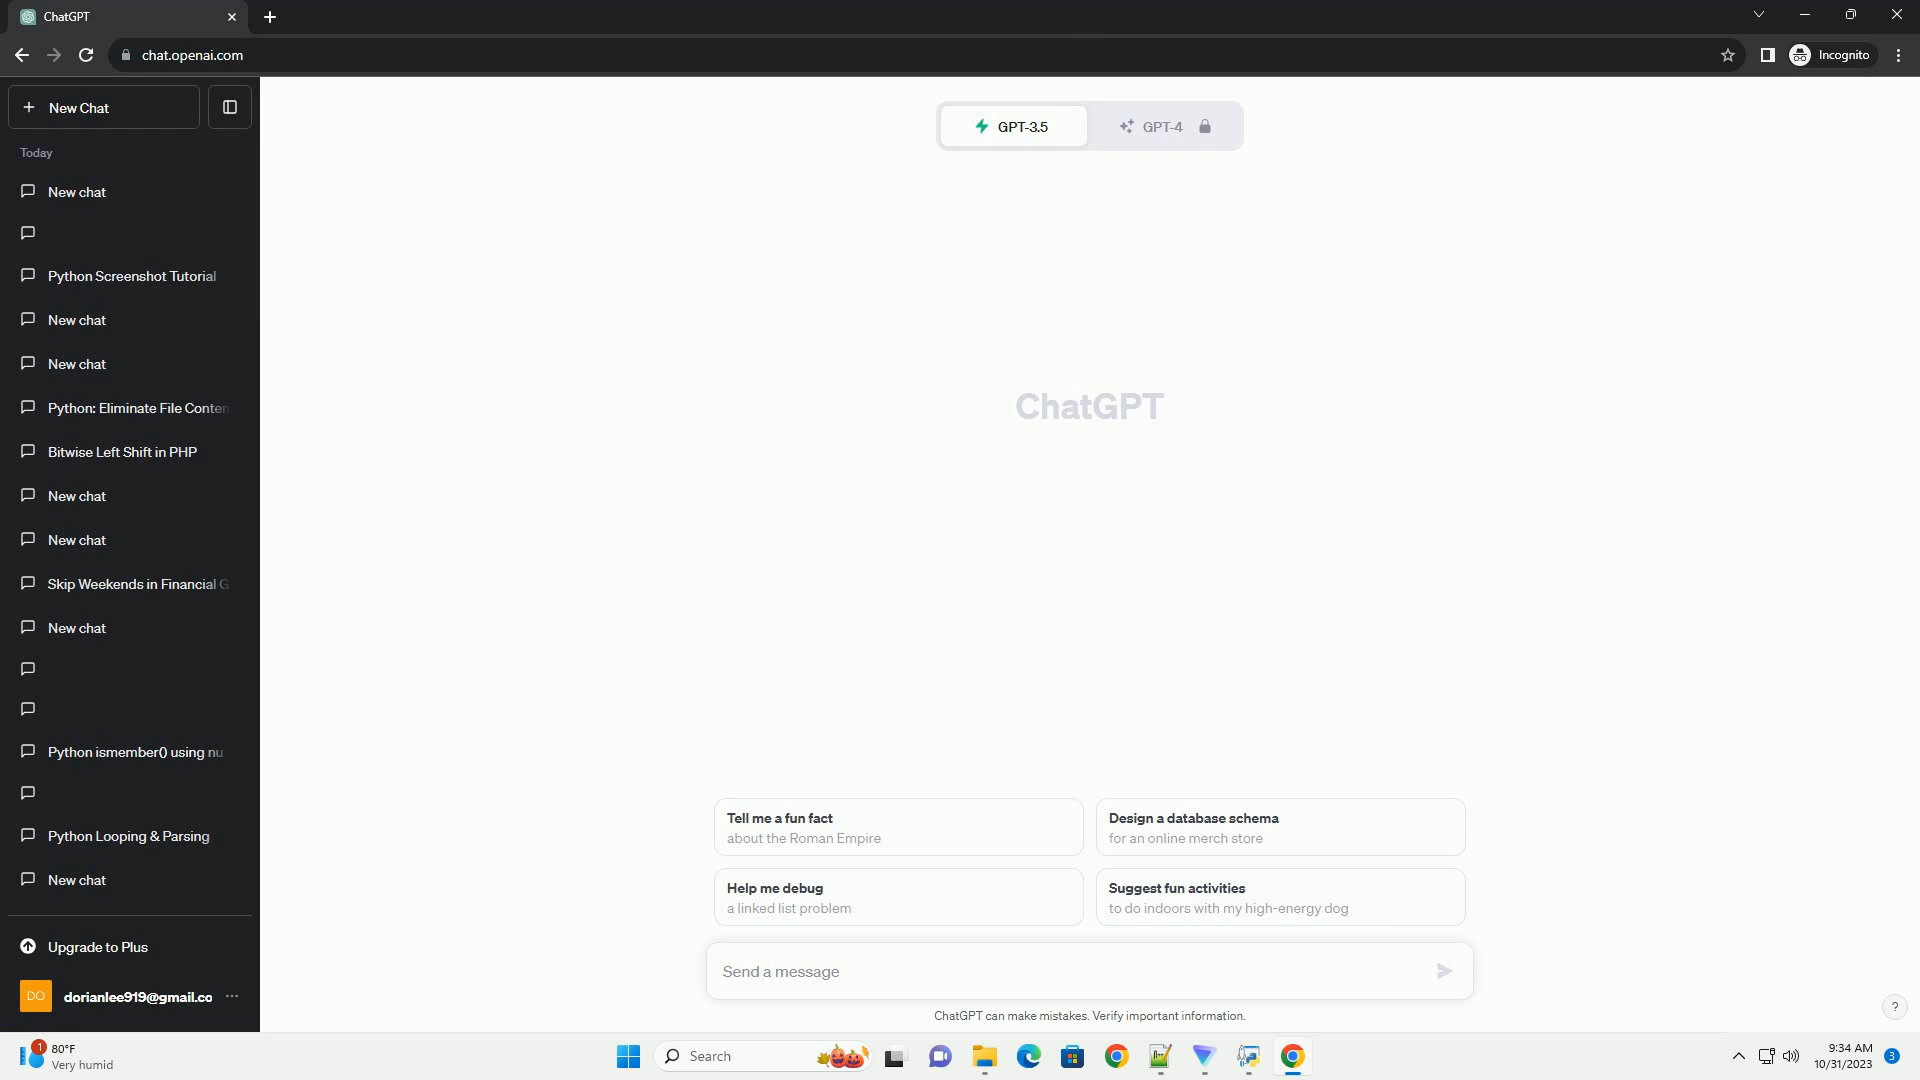 ChatGPT
chat.openai.com
Incognito
New Chat
Today
New chat
Python Screenshot Tutorial
New chat
New chat
Python: Eliminate File Conten
Bitwise Left Shift in PHP
New chat
New chat
Skip Weekends in Financial G
New chat
Python ismember() using nu
Python Looping & Parsing
New chat
Upgrade to Plus
DO
dorianlee919@gmail.co
GPT-3.5
GPT-4
ChatGPT
Tell me a fun fact
about the Roman Empire
Design a database schema
for an online merch store
Help me debug
a linked list problem
Suggest fun activities
to do indoors with my high-energy dog
Send a message
ChatGPT can make mistakes. Verify important information.
?
1
80°F
Very humid
Search
9:34 AM
10/31/2023
3